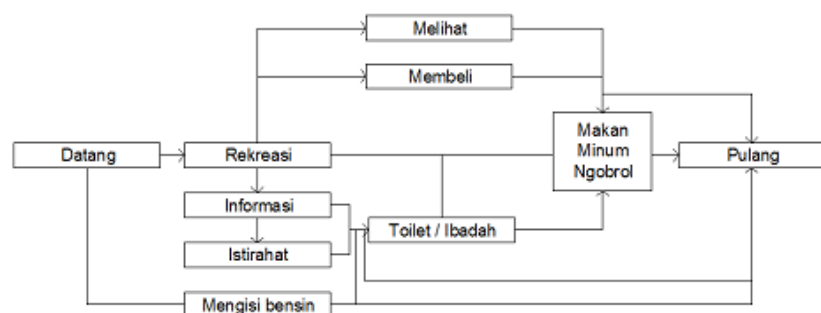 Melihat
Membeli
Makan
Minum
Ngobrol
Datang
Rekreasi
Pulang
Informasi
Toilet / Ibadah
Istirahat
Mengisi bensin